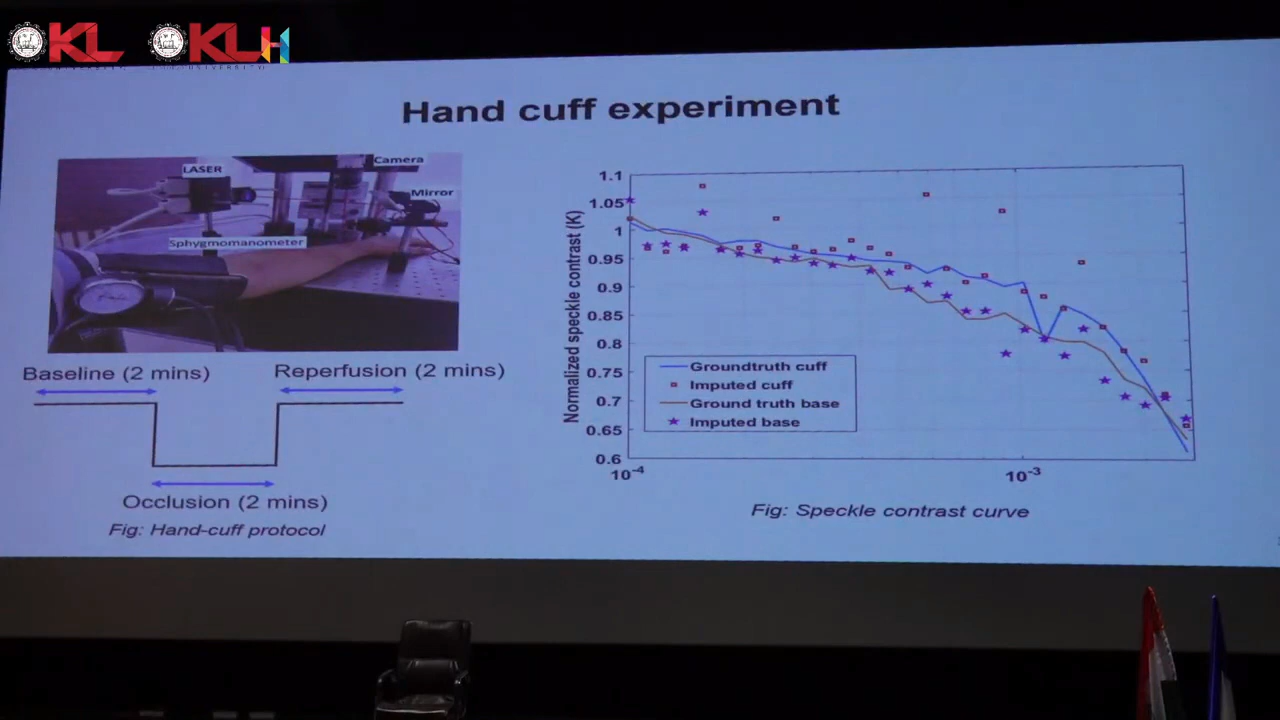 KL KLH
Hand cuff experiment
LASER
Camera
Mirror
Sphygmomanometer
Baseline (2 mins)
Reperfusion (2 mins)
Occlusion (2 mins)
Fig: Hand-cuff protocol
Normalized speckle contrast (K)
1.1
1.05
1
0.95
0.9
0.85
0.8
0.75
0.7
0.65
0.6
10-4
10-3
Groundtruth cuff
Imputed cuff
Ground truth base
Imputed base
Fig: Speckle contrast curve